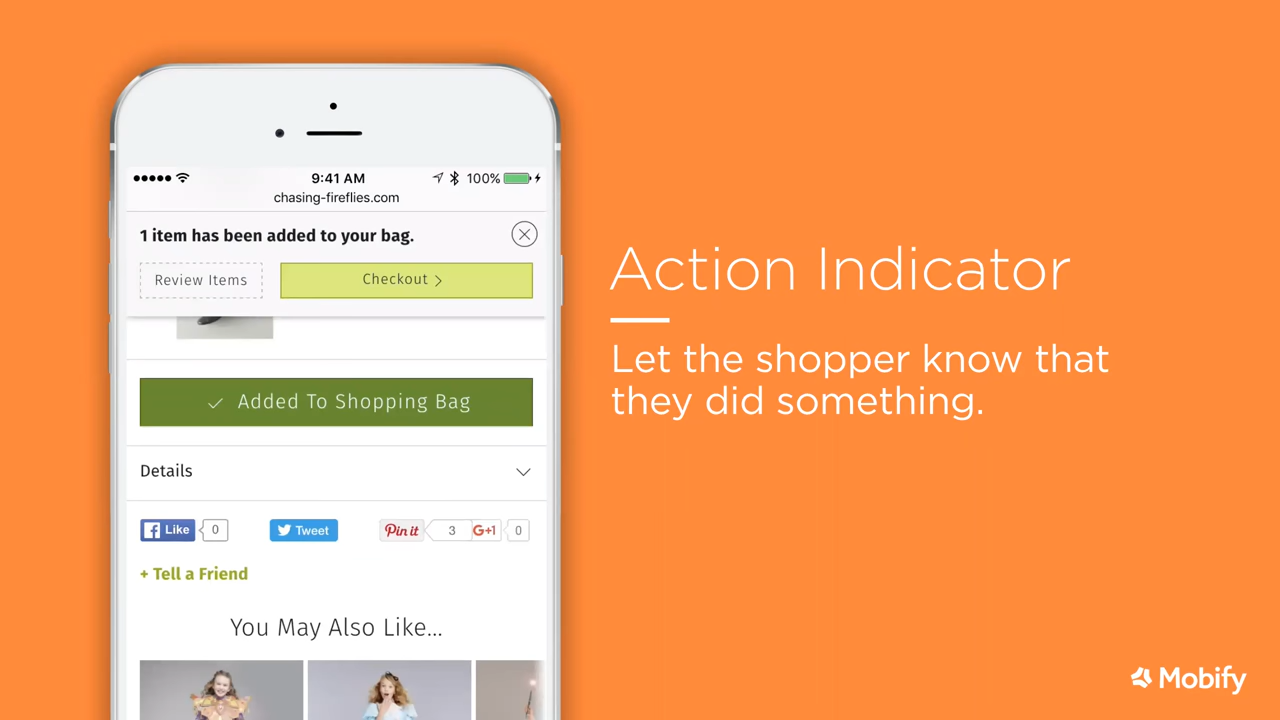 9:41 AM
100%
chasing-fireflies.com
1 item has been added to your bag.
Review Items
Checkout
Added To Shopping Bag
Details
Like 0
Tweet
Pin it 3
G+1 0
+ Tell a Friend
You May Also Like...
Action Indicator
Let the shopper know that
they did something.
Mobify